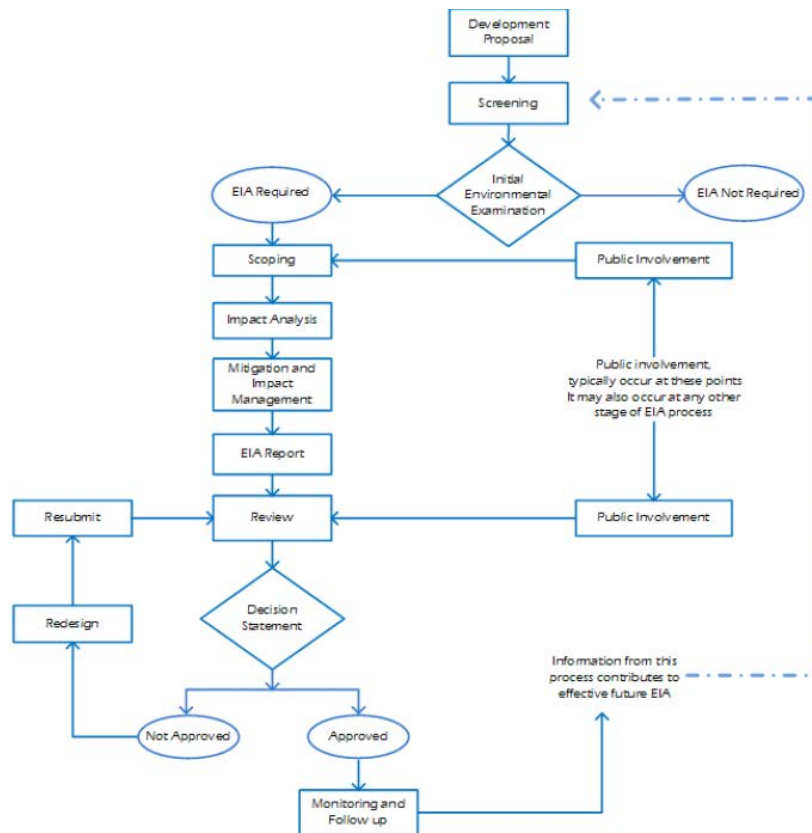 Development
Proposal
Screening
Initial
Environmental
Examination
EIA Required
EIA Not Required
Scoping
Public Involvement
Impact Analysis
Mitigation and
Impact
Management
Public involvement,
typically occur at these points
It may also occur at any other
stage of EIA process
EIA Report
Resubmit
Review
Public Involvement
Redesign
Decision
Statement
Information from this
process contributes to
effective future EIA
Not Approved
Approved
Monitoring and
Follow up